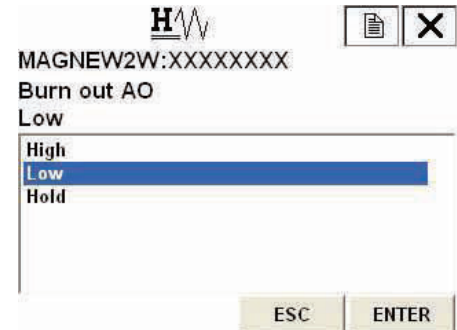 H
MAGNEW2W:XXXXXXXX
Burn out AO
Low
High
Low
Hold
ESC ENTER